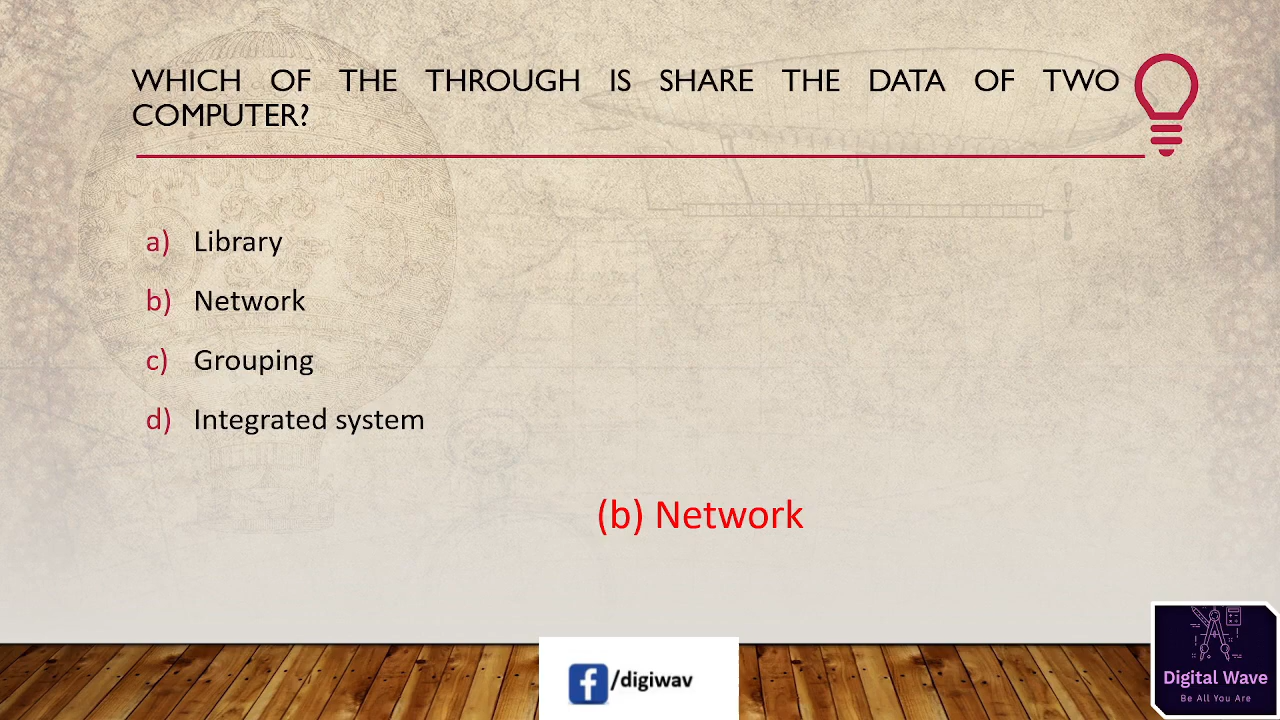 WHICH OF THE THROUGH IS SHARE THE DATA OF TWO
COMPUTER?
a) Library
b) Network
c) Grouping
d) Integrated system
(b) Network
f/digiwav
Digital Wave
Be All You Are